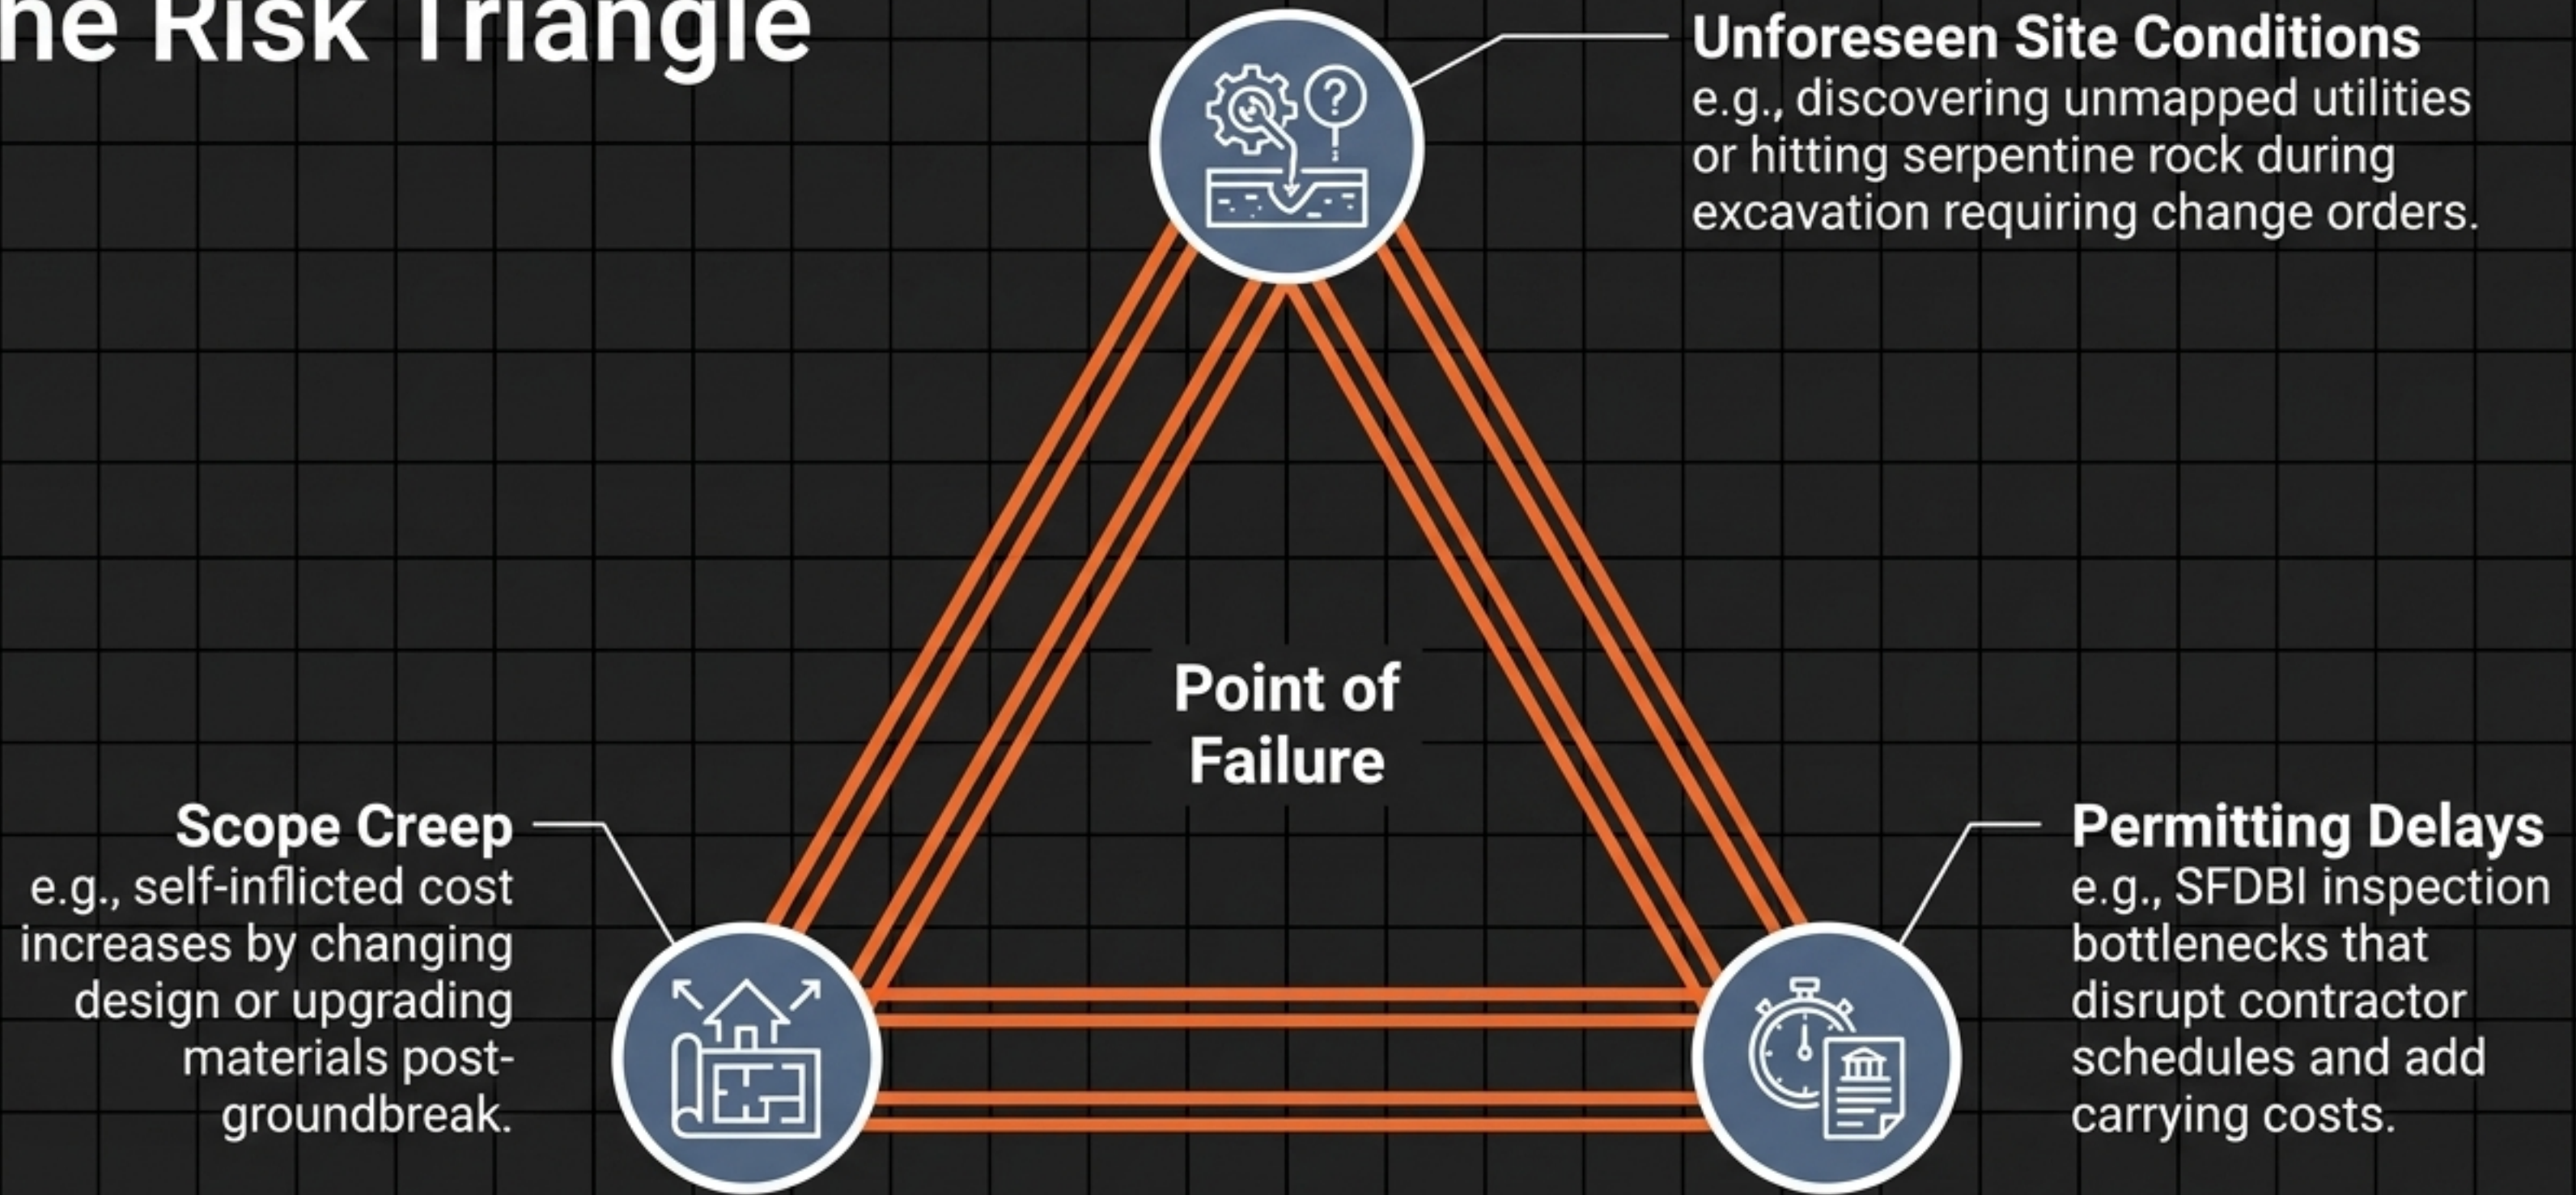 he Risk Triangle
Unforeseen Site Conditions
e.g., discovering unmapped utilities
or hitting serpentine rock during
excavation requiring change orders.
?
Point of
Failure
Scope Creep
e.g., self-inflicted cost
increases by changing
design or upgrading
materials post-
groundbreak.
Permitting Delays
e.g., SFDBI inspection
bottlenecks that
disrupt contractor
schedules and add
carrying costs.